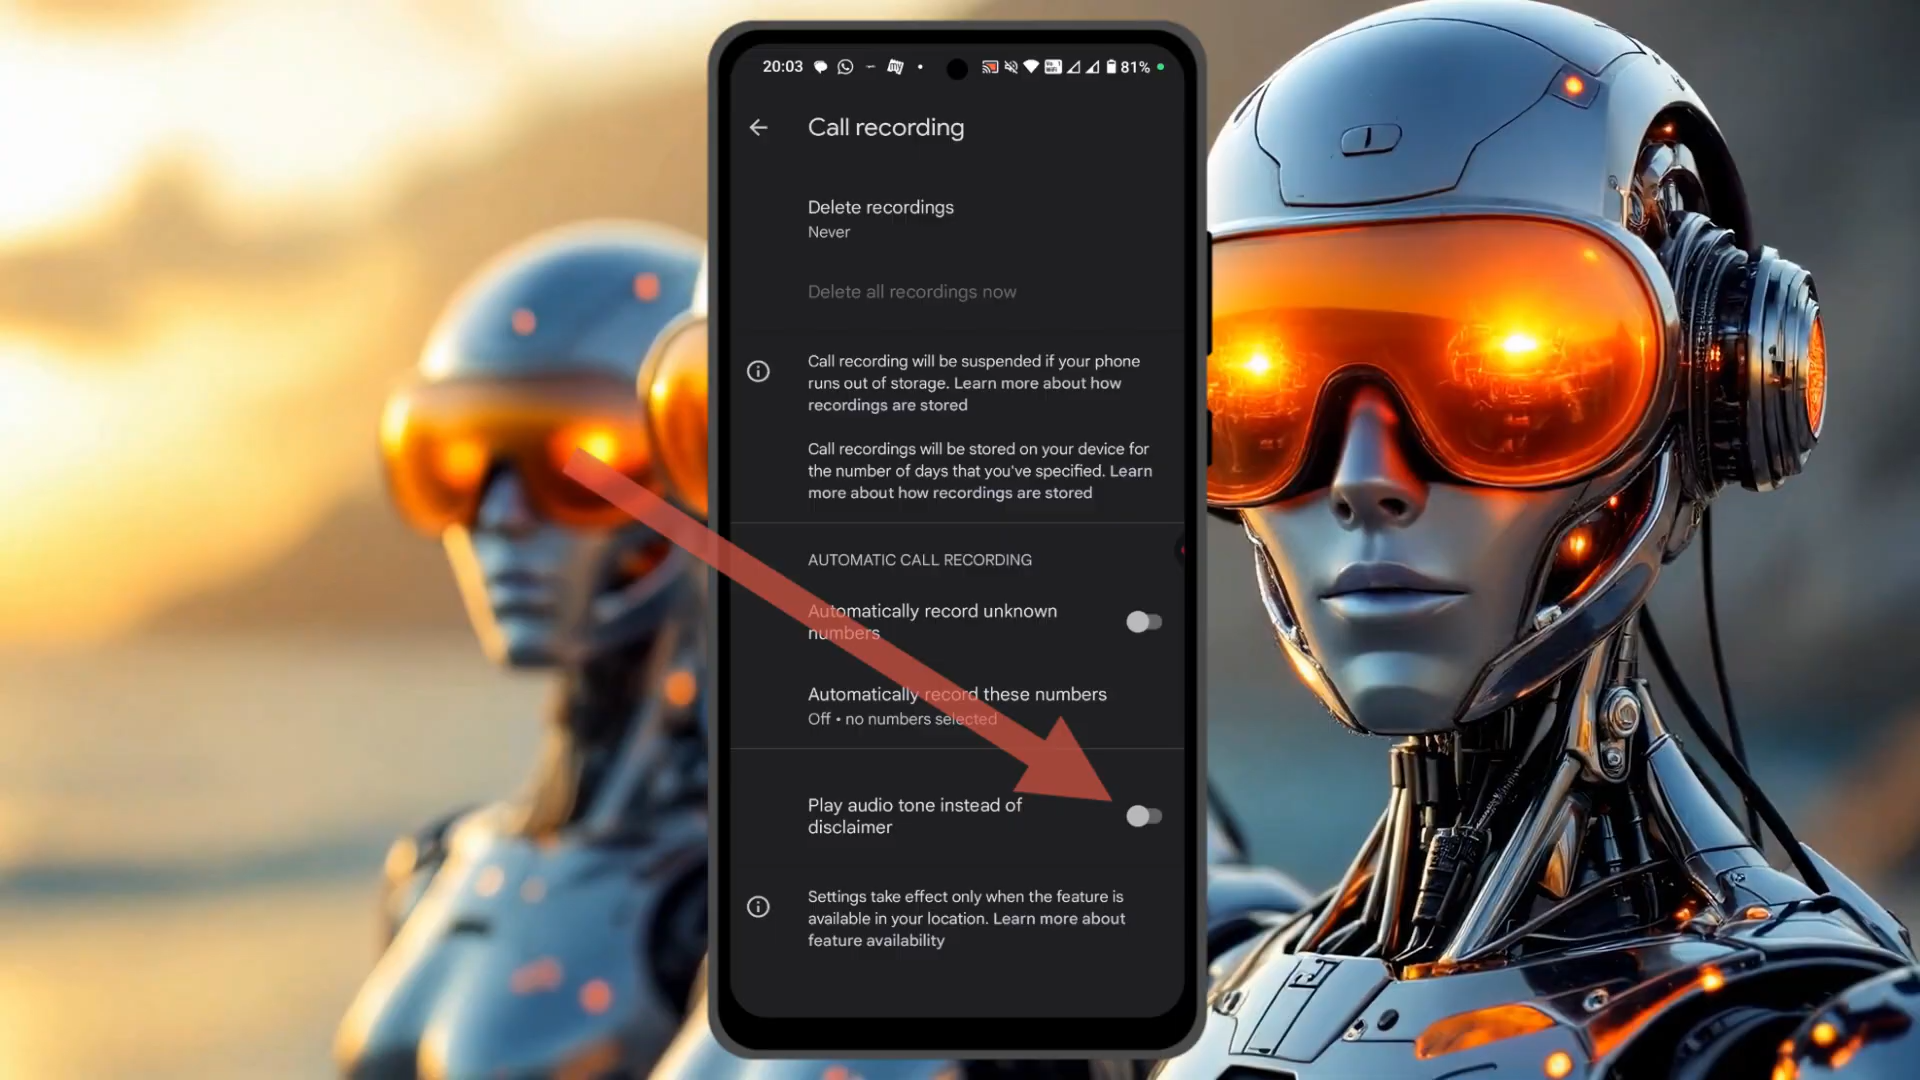 20:03
81%
Call recording
Delete recordings
Never
Delete all recordings now
Call recording will be suspended if your phone
runs out of storage. Learn more about how
recordings are stored
Call recordings will be stored on your device for
the number of days that you've specified. Learn
more about how recordings are stored
AUTOMATIC CALL RECORDING
Automatically record unknown
numbers
Automatically record these numbers
Off • no numbers selected
Play audio tone instead of
disclaimer
Settings take effect only when the feature is
available in your location. Learn more about
feature availability